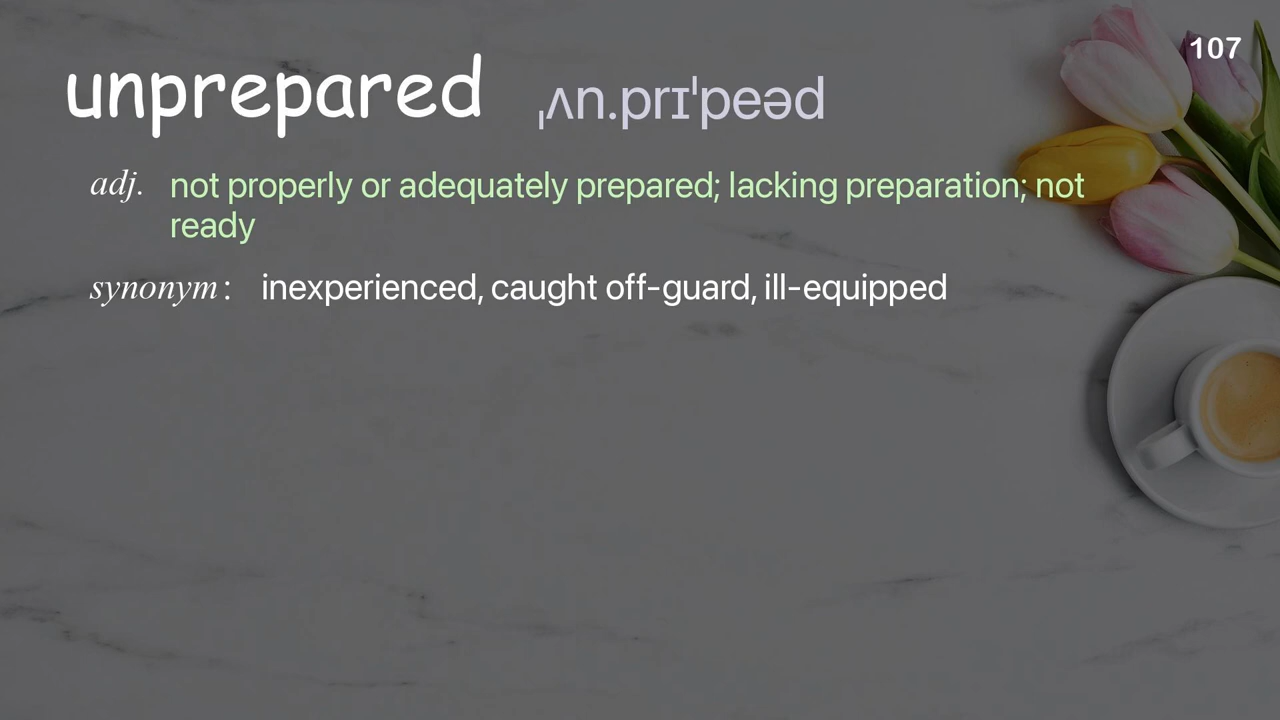 107
unprepared ˌʌn.prɪˈpeəd
adj. not properly or adequately prepared; lacking preparation; not
ready
synonym: inexperienced, caught off-guard, ill-equipped